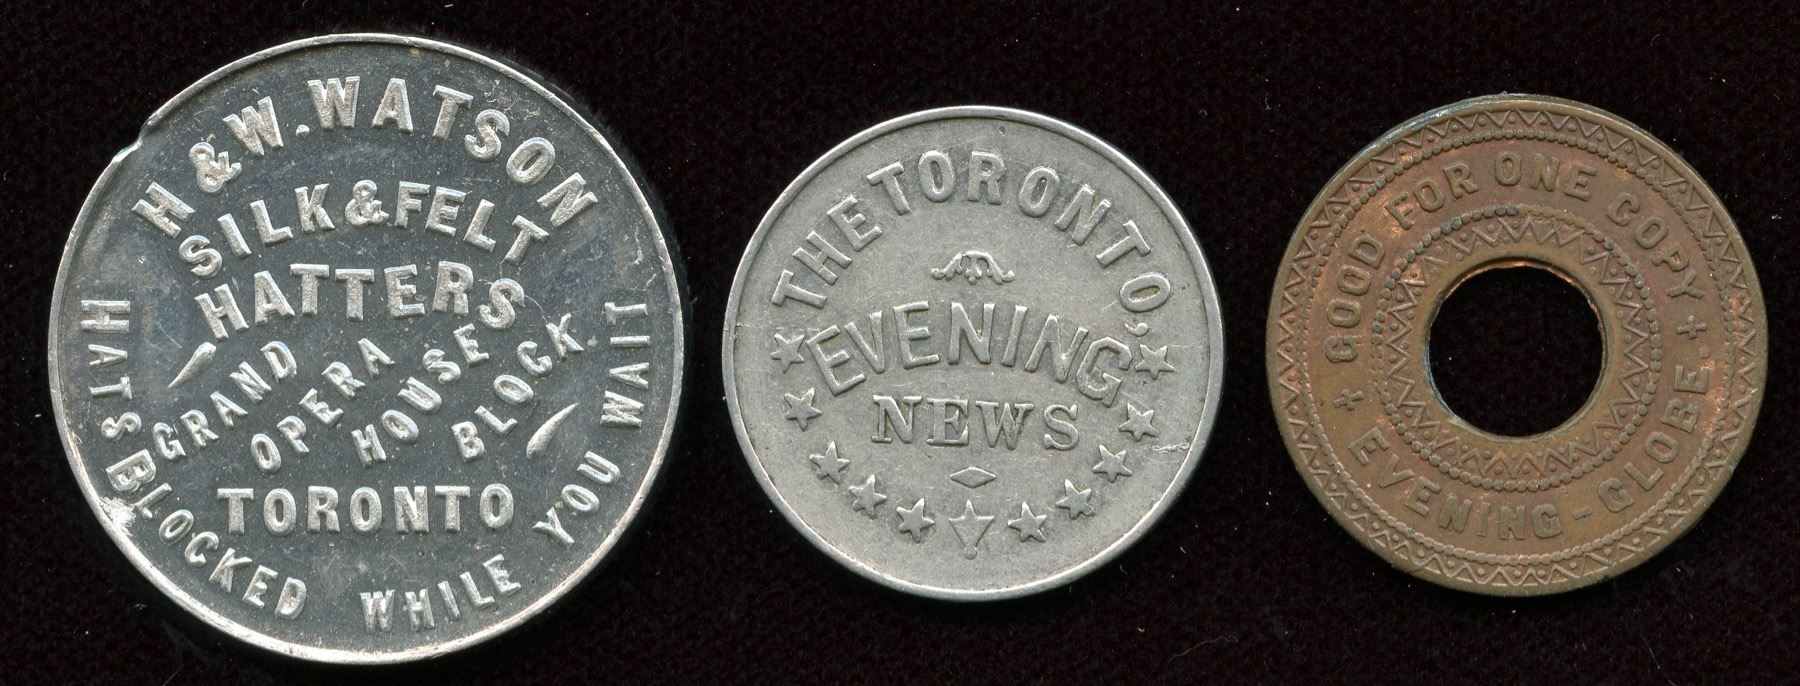 H & W. WATSON
SILK & FELT
HATTERS
GRAND
OPERA
HOUSE
BLOCK
TORONTO
HATS BLOCKED WHILE YOU WAIT
THE TORONTO,
EVENING
NEWS
GOOD FOR ONE COPY
EVENING - GLOBE.